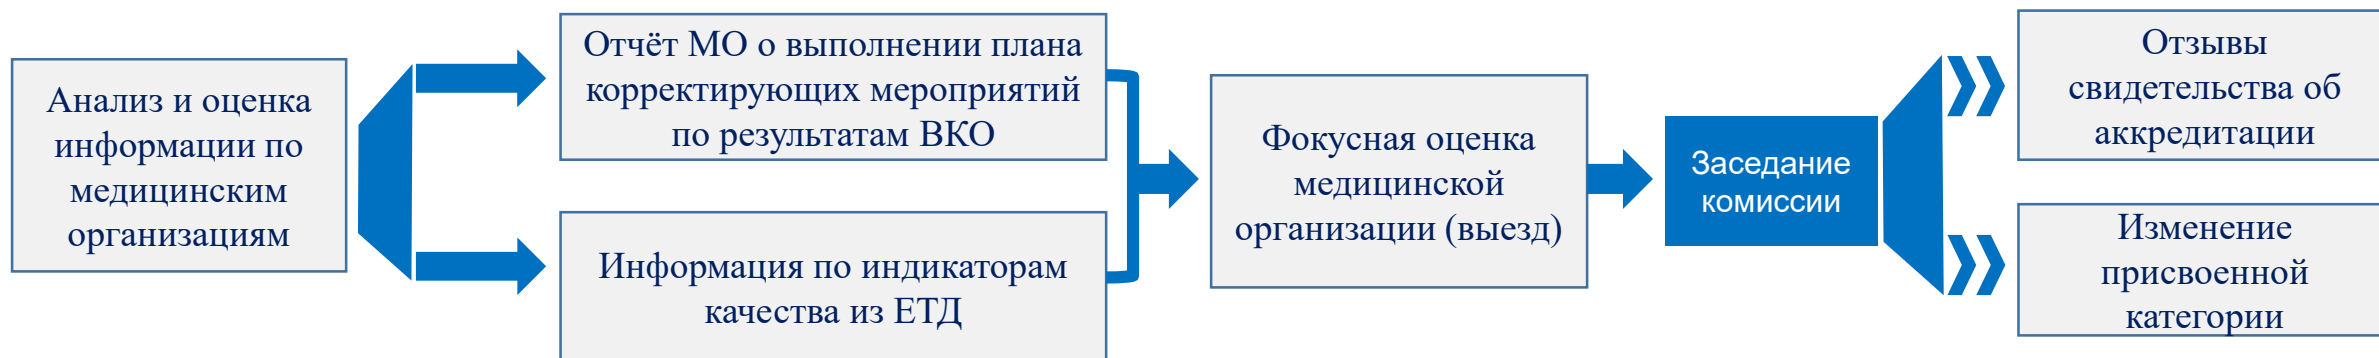 Анализ и оценка
информации по
медицинским
организациям
Отчёт МО о выполнении плана
корректирующих мероприятий
по результатам ВКО
Информация по индикаторам
качества из ЕТД
Фокусная оценка
медицинской
организации (выезд)
Заседание
комиссии
Отзывы
свидетельства об
аккредитации
Изменение
присвоенной
категории